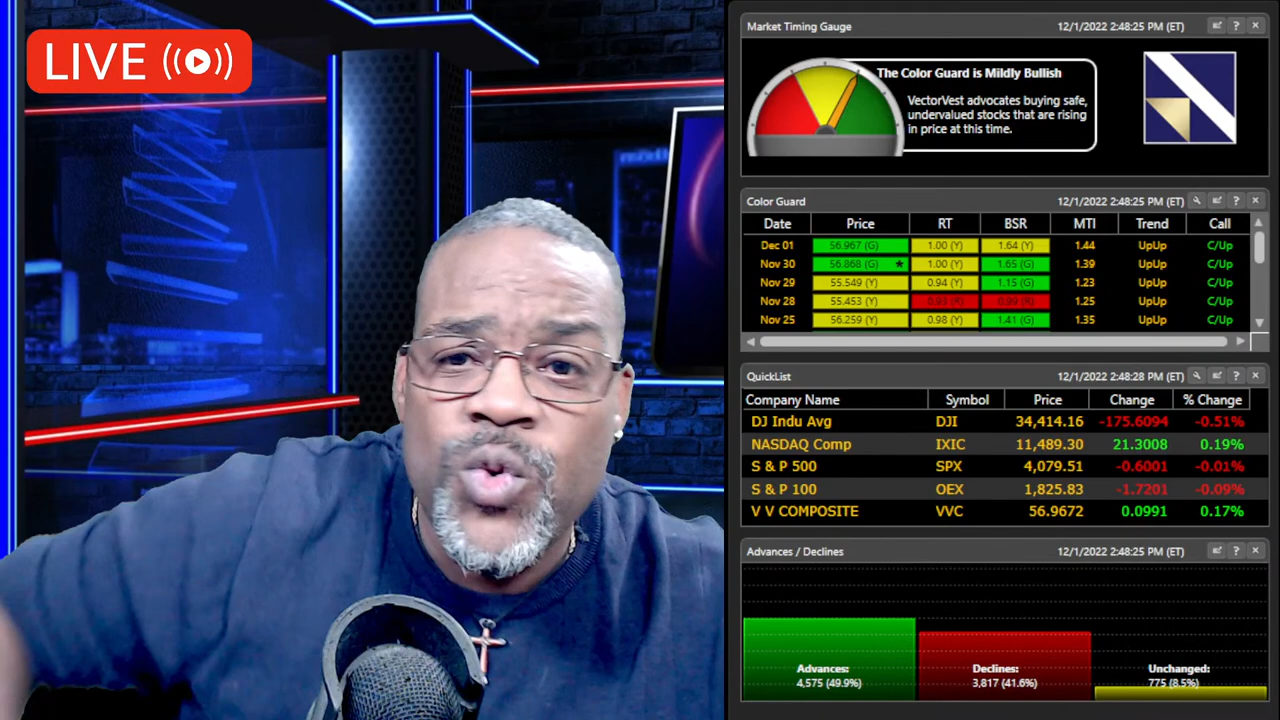 LIVE
Market Timing Gauge 12/1/2022 2:48:25 PM (ET) ? ×
The Color Guard is Mildly Bullish
VectorVest advocates buying safe,
undervalued stocks that are rising
in price at this time.
Color Guard 12/1/2022 2:48:25 PM (ET) ? ×
Date Price RT BSR MTI Trend Call
Dec 01 56.967 (G) 1.00 (Y) 1.64 (Y) 1.44 UpUp C/Up
Nov 30 56.868 (G) ★ 1.00 (Y) 1.65 (G) 1.39 UpUp C/Up
Nov 29 55.549 (Y) 0.94 (Y) 1.15 (G) 1.23 UpUp C/Up
Nov 28 55.453 (Y) 0.93 (R) 0.99 (R) 1.25 UpUp C/Up
Nov 25 56.259 (Y) 0.98 (Y) 1.41 (G) 1.35 UpUp C/Up
QuickList 12/1/2022 2:48:28 PM (ET) ? ×
Company Name Symbol Price Change % Change
DJ Indu Avg DJI 34,414.16 -175.6094 -0.51%
NASDAQ Comp IXIC 11,489.30 21.3008 0.19%
S & P 500 SPX 4,079.51 -0.6001 -0.01%
S & P 100 OEX 1,825.83 -1.7201 -0.09%
V V COMPOSITE VVC 56.9672 0.0991 0.17%
Advances / Declines 12/1/2022 2:48:25 PM (ET) ? ×
Advances: Declines: Unchanged:
4,575 (49.9%) 3,817 (41.6%) 775 (8.5%)